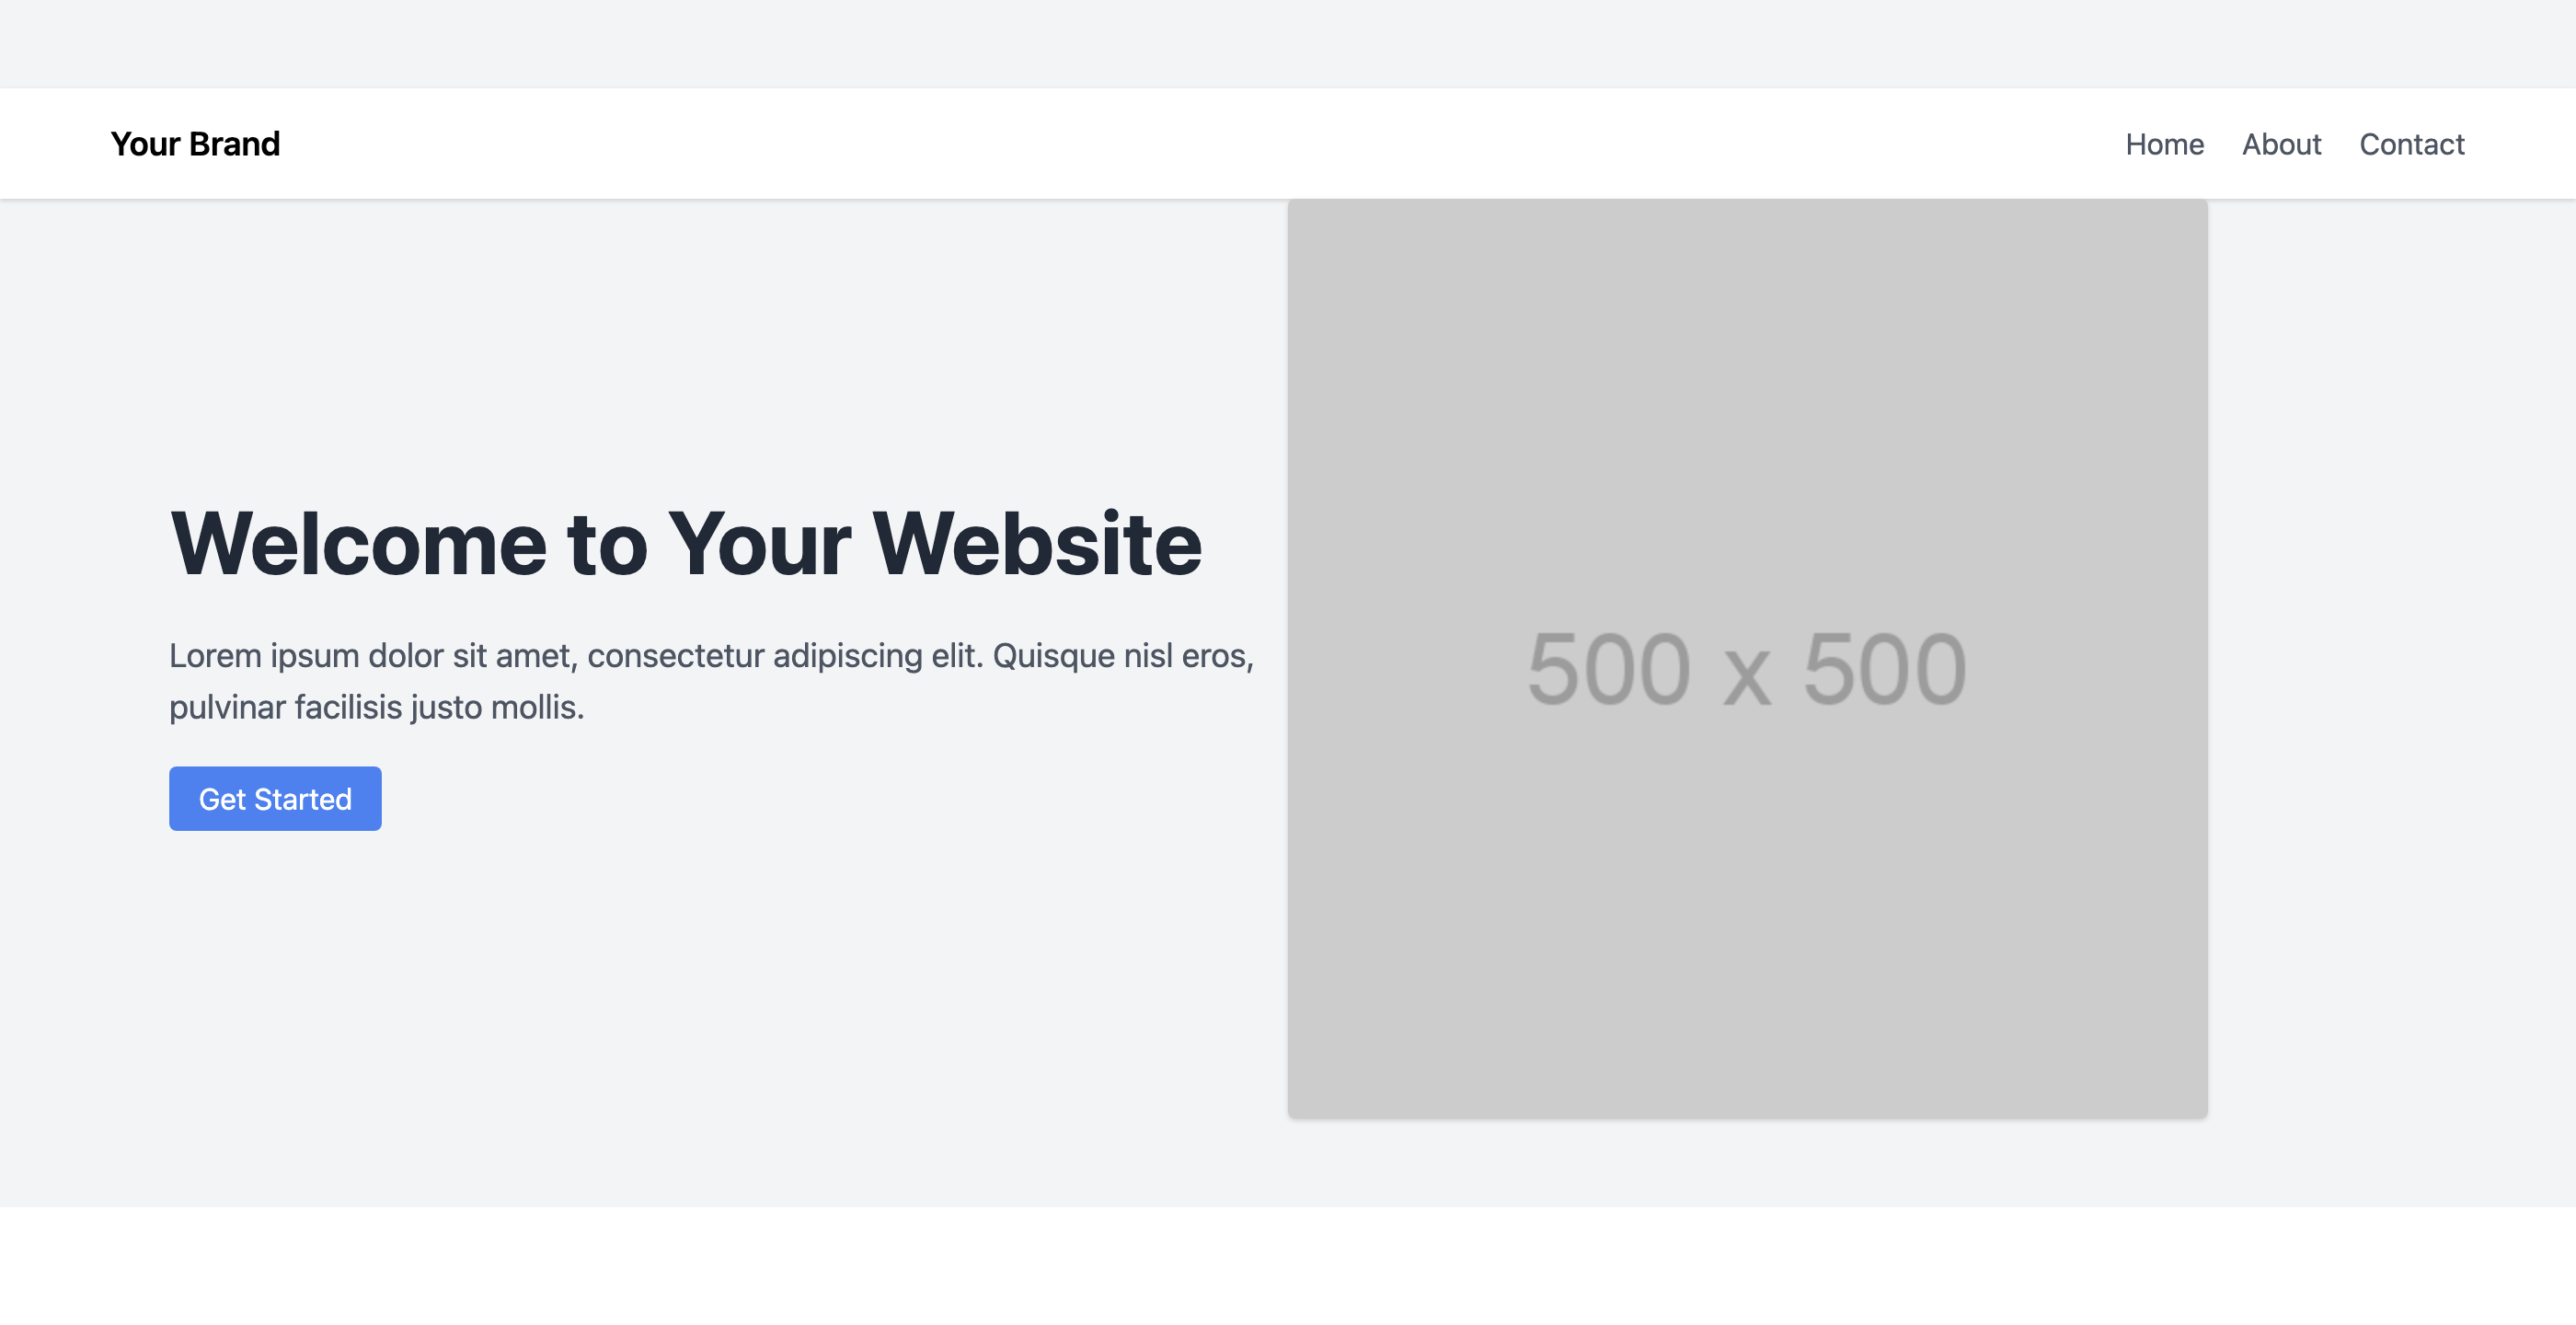 Your Brand
Home About Contact
Welcome to Your Website
Lorem ipsum dolor sit amet, consectetur adipiscing elit. Quisque nisl eros,
pulvinar facilisis justo mollis.
Get Started
500 x 500